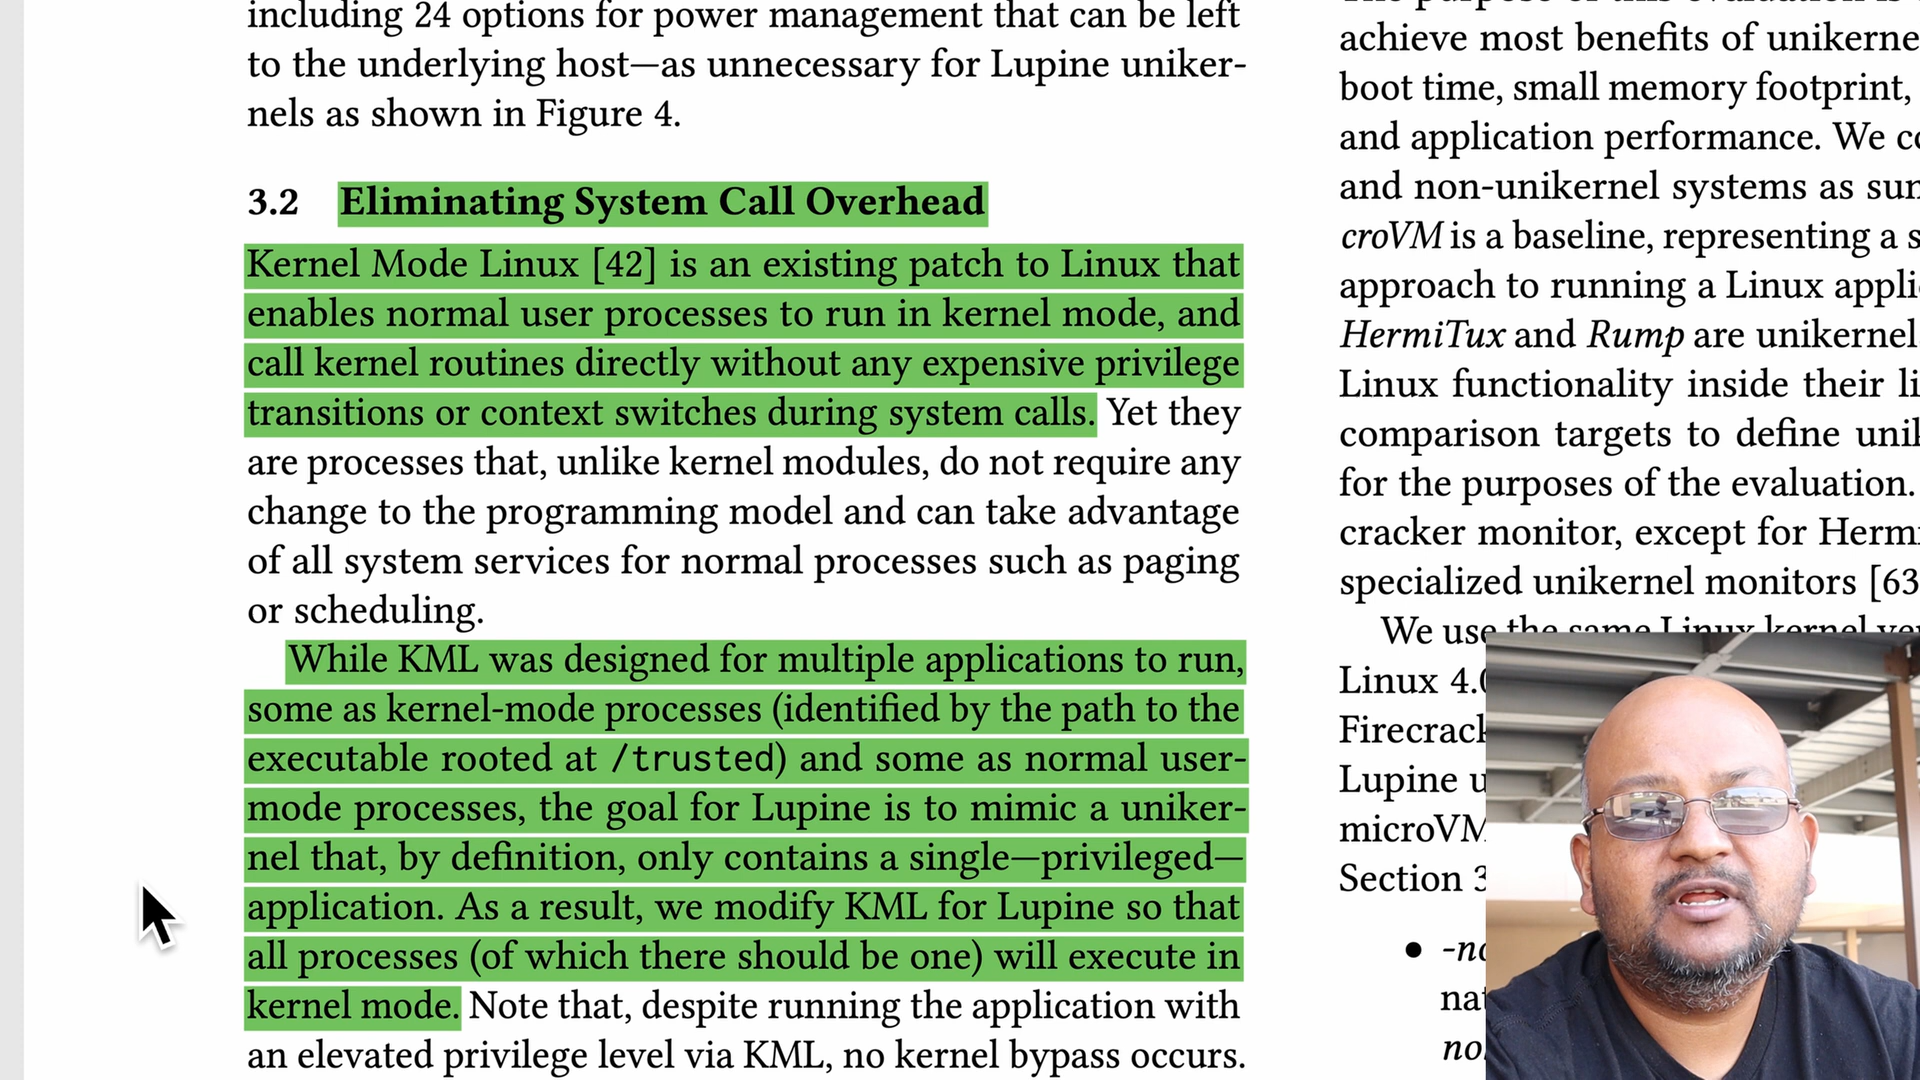 including 24 options for power management that can be left
to the underlying host—as unnecessary for Lupine uniker-
nels as shown in Figure 4.
3.2 Eliminating System Call Overhead
Kernel Mode Linux [42] is an existing patch to Linux that
enables normal user processes to run in kernel mode, and
call kernel routines directly without any expensive privilege
transitions or context switches during system calls. Yet they
are processes that, unlike kernel modules, do not require any
change to the programming model and can take advantage
of all system services for normal processes such as paging
or scheduling.
While KML was designed for multiple applications to run,
some as kernel-mode processes (identified by the path to the
executable rooted at /trusted) and some as normal user-
mode processes, the goal for Lupine is to mimic a uniker-
nel that, by definition, only contains a single—privileged—
application. As a result, we modify KML for Lupine so that
all processes (of which there should be one) will execute in
kernel mode. Note that, despite running the application with
an elevated privilege level via KML, no kernel bypass occurs.
The purpose of this evaluation is
achieve most benefits of
boot time, small memory footprint,
and application performance. We
and non-unikernel systems as
croVM is a baseline, representing a
approach to running a Linux
HermiTux and Rump are
Linux functionality inside their
comparison targets to define
for the purposes of the evaluation.
cracker monitor, except for
specialized unikernel monitors [63
We use the same Linux kernel
Linux
Lupine
microVM
Section 3
•